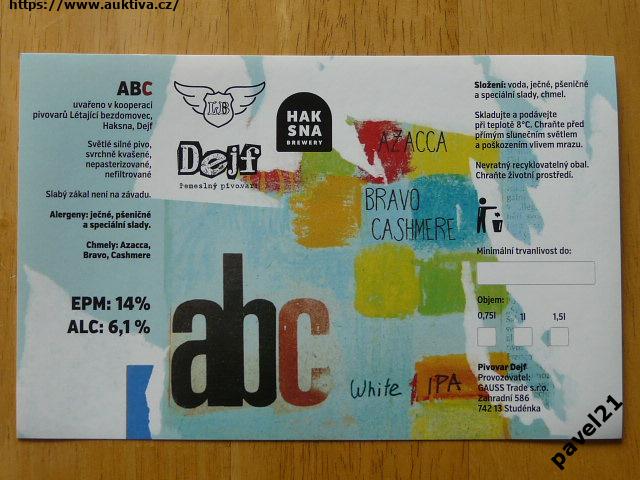 https://www.auktiva.cz/
ABC
uvařeno v kooperaci
pivovarů Létající bezdomovec,
Haksna, Dejf
Světlé silné pivo,
svrchně kvašené,
nepasterizované,
nefiltrované
Slabý zákal není na závadu.
Alergeny: ječné, pšeničné
a speciální slady.
Chmely: Azacca,
Bravo, Cashmere
EPM: 14%
ALC: 6,1 %
LB
Dejf
Řemeslný pivovar
HAK
SNA
BREWERY
AZACCA
BRAVO
CASHMERE
abc
White IPA
Složení: voda, ječné, pšeničné
a speciální slady, chmel.
Skladujte a podávejte
při teplotě 8°C. Chraňte před
přímým slunečním světlem
a poškozením vlivem mrazu.
Nevratný recyklovatelný obal.
Chraňte životní prostředí.
Minimální trvanlivost do:
Objem:
0,75l 1l 1,5l
Pivovar Dejf
Provozovatel:
GAUSS Trade s.r.o.
Zahradní 586
742 13 Studénka
pavel21